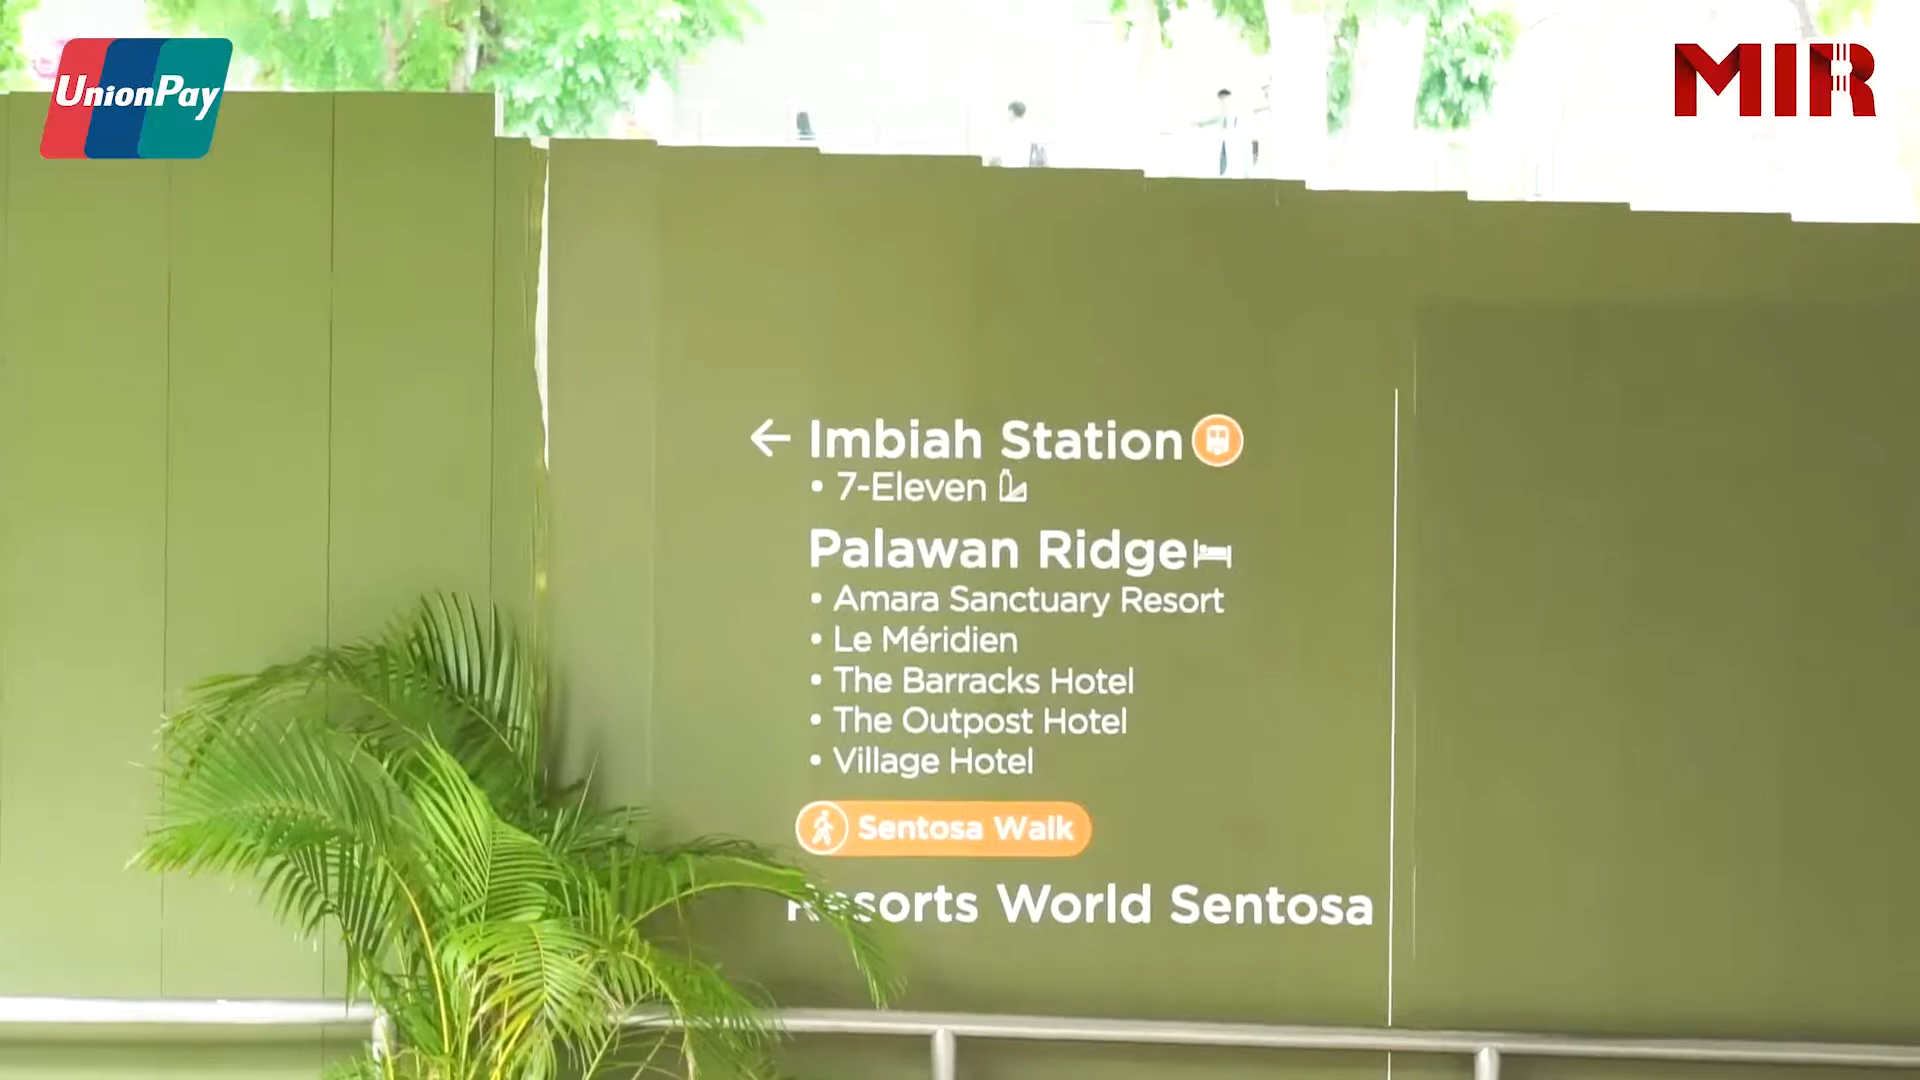 UnionPay
MIR
← Imbiah Station
• 7-Eleven
Palawan Ridge
• Amara Sanctuary Resort
• Le Méridien
• The Barracks Hotel
• The Outpost Hotel
• Village Hotel
Sentosa Walk
Resorts World Sentosa